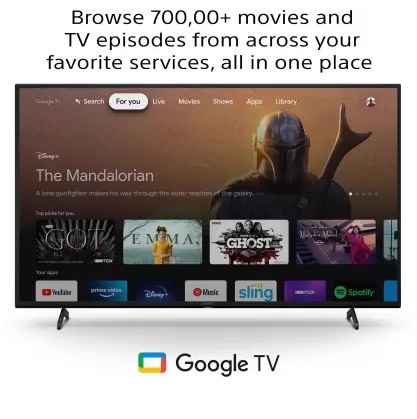 Browse 700,00+ movies and
TV episodes from across your
favorite services, all in one place
Google TV
Search
For you
Live
Movies
Shows
Apps
Library
Disney+
The Mandalorian
A lone gunfighter makes his way through the outer reaches of the galaxy.
Top picks for you
GOT
HBOMAX
EMMA.
GHOST
Your apps
YouTube
prime video
Disney+
Music
sling
HBOMAX
Spotify
Google TV